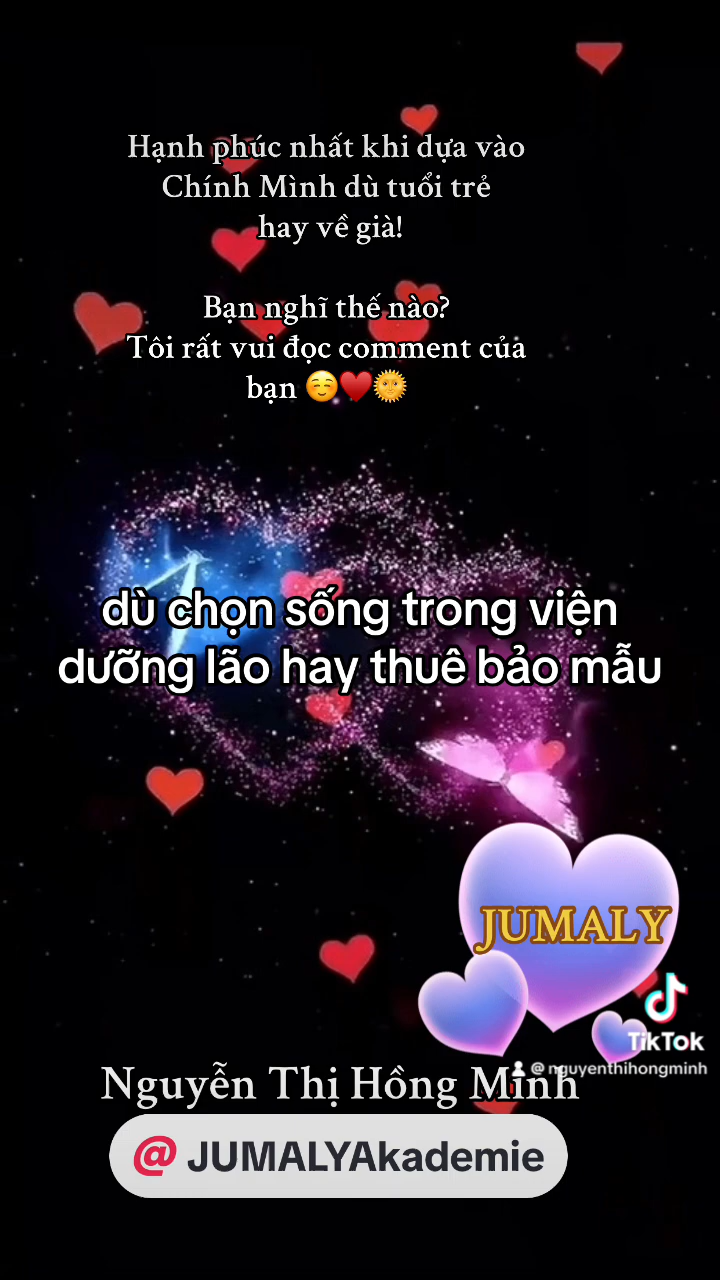 Hạnh phúc nhất khi dựa vào
Chính Mình dù tuổi trẻ
hay về già!
Bạn nghĩ thế nào?
Tôi rất vui đọc comment của
bạn ☺️♥️🌞
dù chọn sống trong viện
dưỡng lão hay thuê bảo mẫu
JUMALY
TikTok
@nguyenthihongminh
Nguyễn Thị Hồng Minh
@ JUMALYAkademie